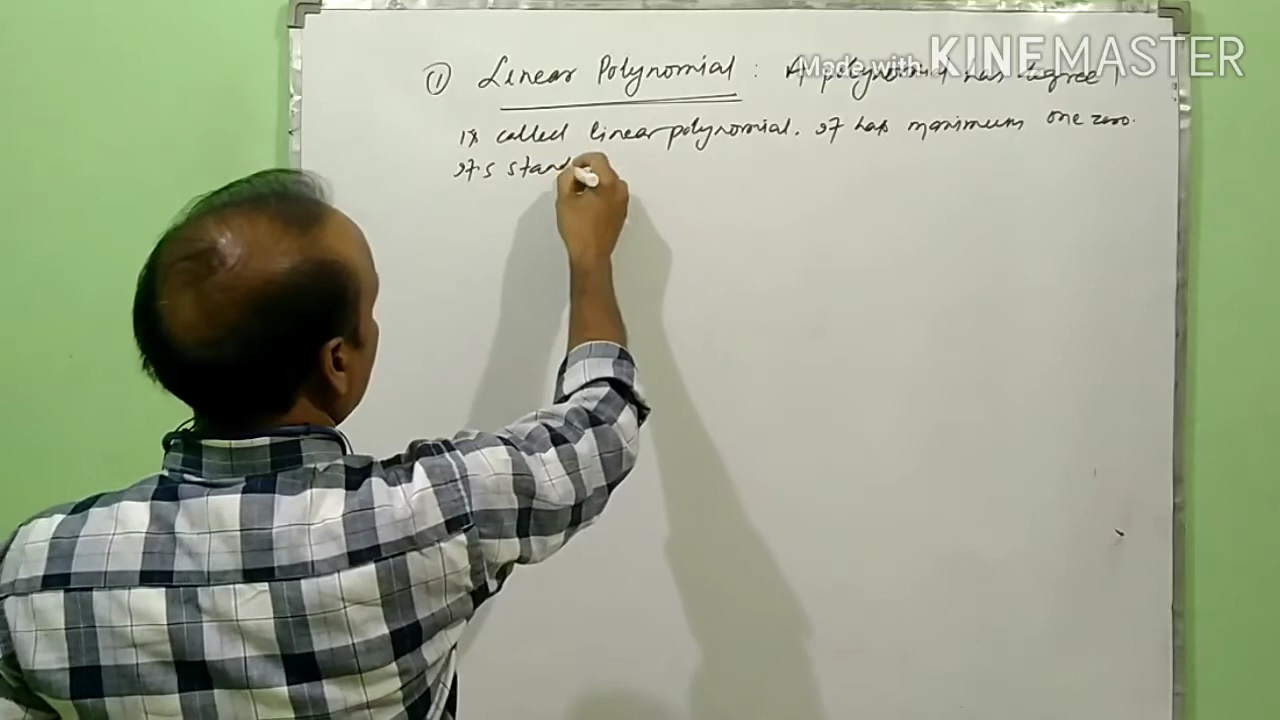 ① Linear Polynomial : A polynomial has degree 1
is called linear polynomial. It has maximum one zero.
It's stand
Made with KINEMASTER